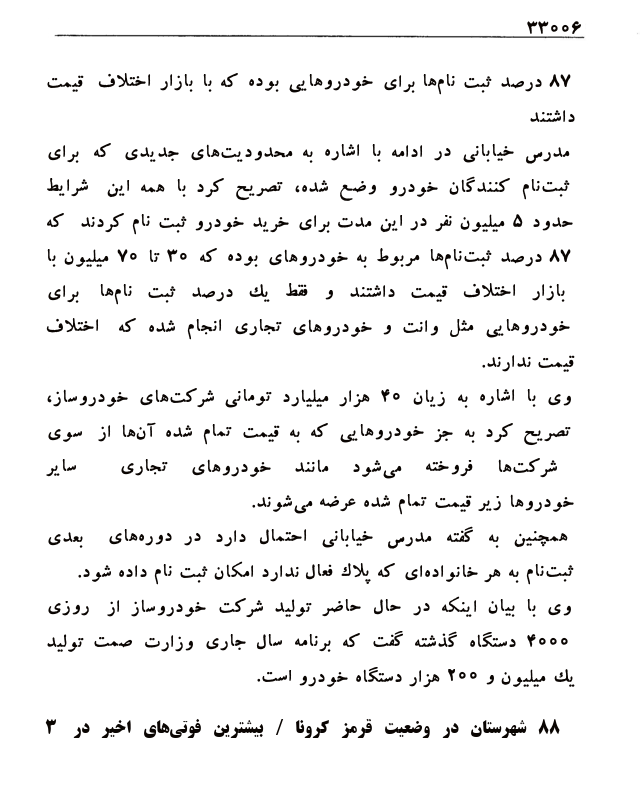 ۳۳۰۰۶
۸۷ درصد ثبت نام‌ها برای خودروهایی بوده که با بازار اختلاف قیمت
داشتند
مدرس خیابانی در ادامه با اشاره به محدودیت‌های جدیدی که برای
ثبت‌نام کنندگان خودرو وضع شده، تصریح کرد با همه این شرایط
حدود ۵ میلیون نفر در این مدت برای خرید خودرو ثبت نام کردند که
۸۷ درصد ثبت‌نام‌ها مربوط به خودروهای بوده که ۳۰ تا ۷۰ میلیون با
بازار اختلاف قیمت داشتند و فقط یك درصد ثبت نام‌ها برای
خودروهایی مثل وانت و خودروهای تجاری انجام شده که اختلاف
قیمت ندارند.
وی با اشاره به زیان ۴۰ هزار میلیارد تومانی شرکت‌های خودروساز،
تصریح کرد به جز خودروهایی که به قیمت تمام شده آن‌ها از سوی
شرکت‌ها فروخته می‌شود مانند خودروهای تجاری سایر
خودروها زیر قیمت تمام شده عرضه می‌شوند.
همچنین به گفته مدرس خیابانی احتمال دارد در دوره‌های بعدی
ثبت‌نام به هر خانواده‌ای که پلاك فعال ندارد امکان ثبت نام داده شود.
وی با بیان اینکه در حال حاضر تولید شرکت خودروساز از روزی
۴۰۰۰ دستگاه گذشته گفت که برنامه سال جاری وزارت صمت تولید
یك میلیون و ۲۰۰ هزار دستگاه خودرو است.
۸۸ شهرستان در وضعیت قرمز کرونا / بیشترین فوتی‌های اخیر در ۳